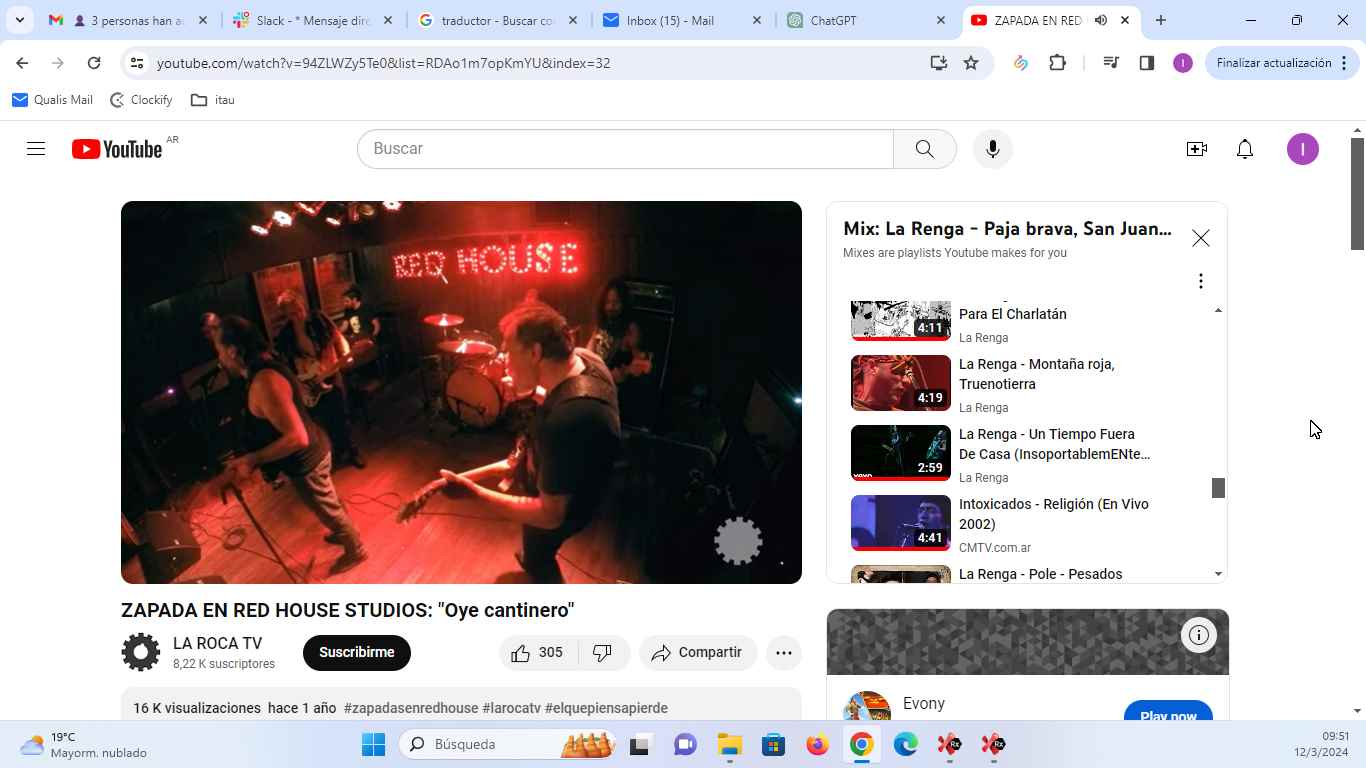 3 personas han a
Slack - * Mensaje dire
traductor - Buscar co
Inbox (15) - Mail
ChatGPT
ZAPADA EN RED
youtube.com/watch?v=94ZLWZy5Te0&list=RDAo1m7opKmYU&index=32
I
Finalizar actualización
Qualis Mail
Clockify
itau
YouTube AR
Buscar
I
RED HOUSE
Mix: La Renga - Paja brava, San Juan...
Mixes are playlists Youtube makes for you
4:11
Para El Charlatán
La Renga
4:19
La Renga - Montaña roja,
Truenotierra
La Renga
2:59
La Renga - Un Tiempo Fuera
De Casa (InsoportablemENte...
La Renga
4:41
Intoxicados - Religión (En Vivo
2002)
CMTV.com.ar
La Renga - Pole - Pesados
ZAPADA EN RED HOUSE STUDIOS: "Oye cantinero"
LA ROCA TV
8,22 K suscriptores
Suscribirme
305
Compartir
16 K visualizaciones hace 1 año #zapadasenredhouse #larocatv #elquepiensapierde
Evony
Play now
19°C
Mayorm. nublado
Búsqueda
Rx
Rx
09:51
12/3/2024